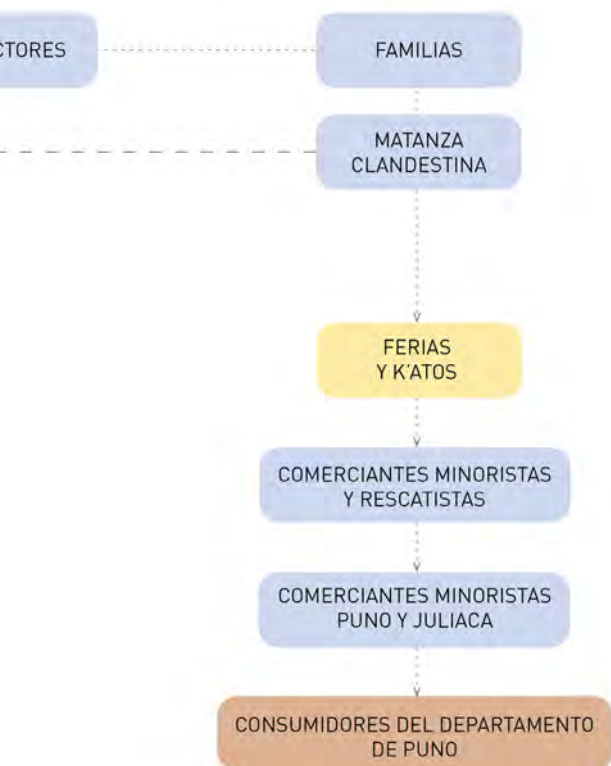 CTORES
FAMILIAS
MATANZA
CLANDESTINA
FERIAS
Y K'ATOS
COMERCIANTES MINORISTAS
Y RESCATISTAS
COMERCIANTES MINORISTAS
PUNO Y JULIACA
CONSUMIDORES DEL DEPARTAMENTO
DE PUNO